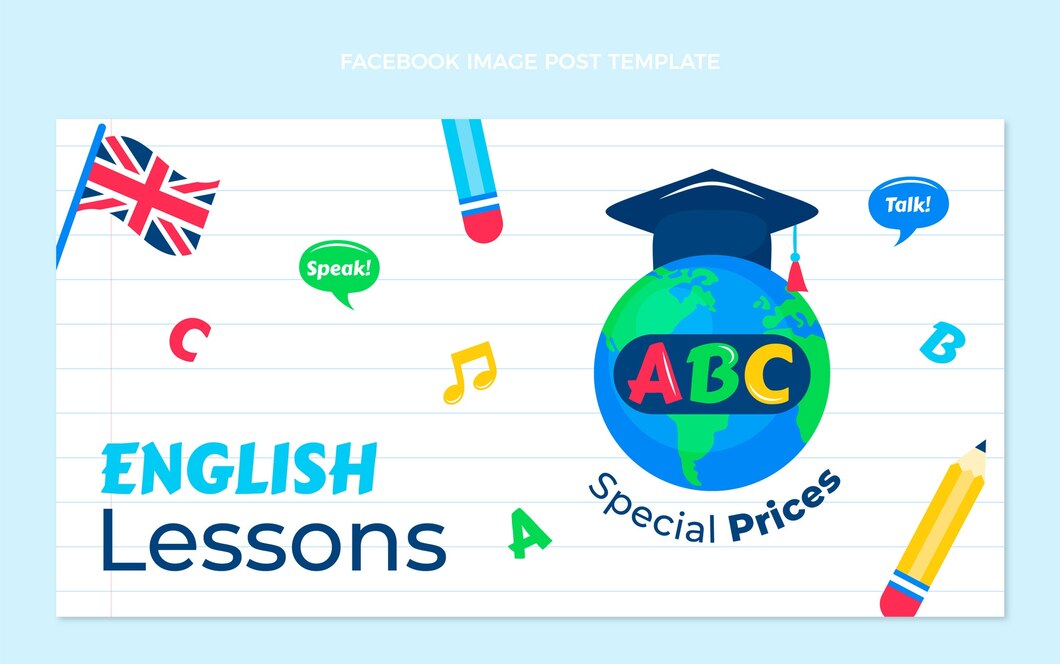 FACEBOOK IMAGE POST TEMPLATE
Talk!
Speak!
C
B
ABC
ENGLISH
Lessons
A
Special Prices